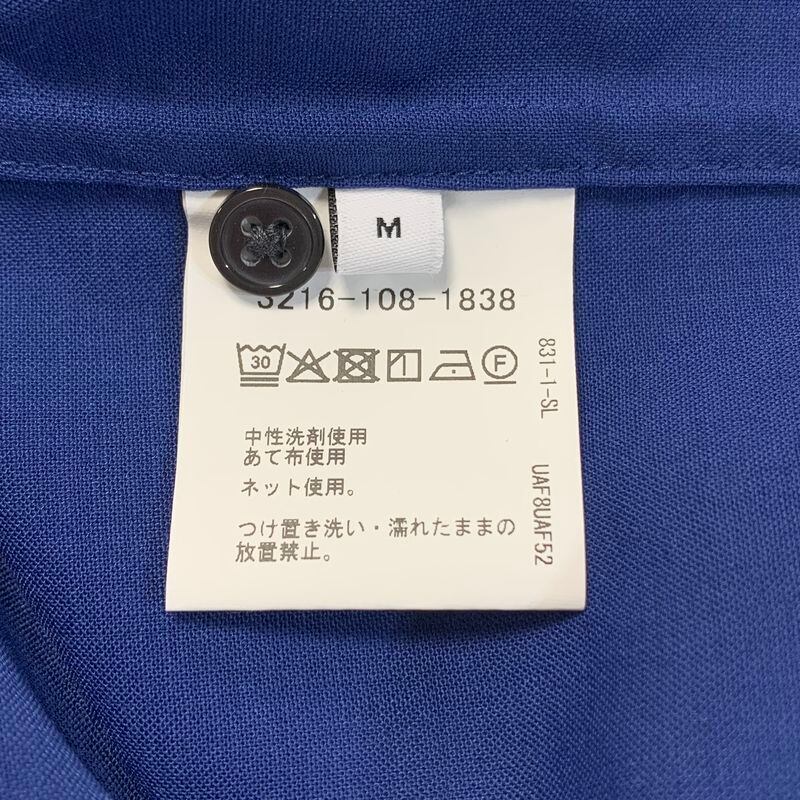 M
3216-108-1838
30
F
中性洗剤使用
あて布使用
ネット使用。
つけ置き洗い・濡れたままの
放置禁止。
831-1-SL
UAF8UAF52